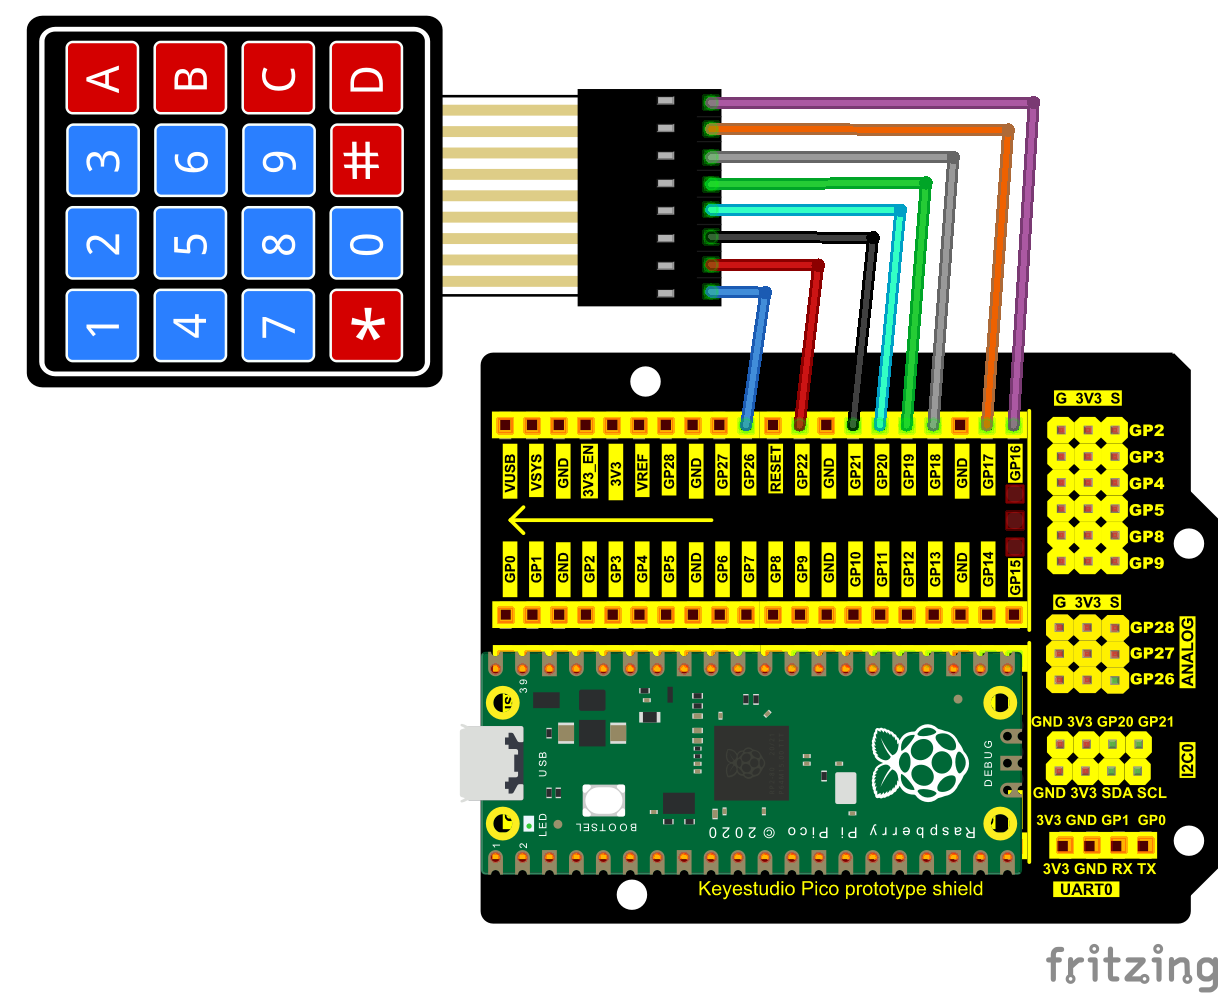 A B C D
3 6 9 #
2 5 8 0
1 4 7 *
G 3V3 S
GP2
GP3
GP4
GP5
GP8
GP9
VUSB VSYS GND 3V3_EN 3V3 VREF GP28 GND GP27 GP26 RESET GP22 GND GP21 GP20 GP19 GP18 GND GP17 GP16
GP0 GP1 GND GP2 GP3 GP4 GP5 GND GP6 GP7 GP8 GP9 GND GP10 GP11 GP12 GP13 GND GP14 GP15
G 3V3 S
GP28
GP27
GP26
ANALOG
GND 3V3 GP20 GP21
I2C0
GND 3V3 SDA SCL
3V3 GND GP1 GP0
3V3 GND RX TX
UART0
39
USB
DEBUG
LED
BOOTSEL
1
2
Raspberry Pi Pico © 2020
Keyestudio Pico prototype shield
fritzing